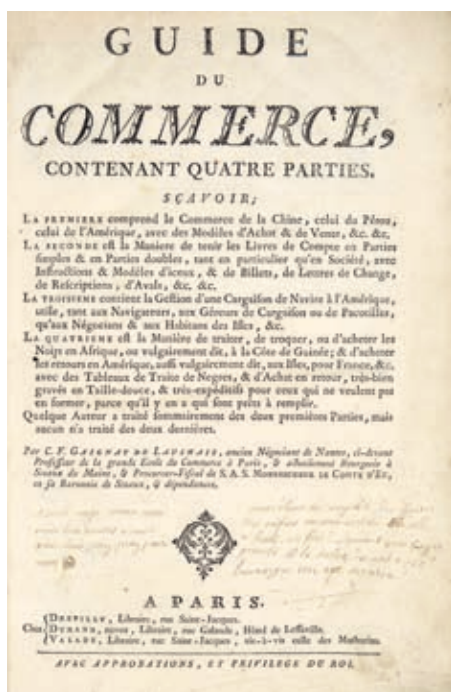 GUIDE
DU
COMMERCE,
CONTENANT QUATRE PARTIES.
SÇAVOIR;
LA PREMIERE comprend le Commerce de la Chine, celui du Pérou,
celui de l'Amérique, avec des Modéles d'Achat & de Vente, &c. &c.
LA SECONDE est la Maniere de tenir les Livres de Compte en Parties
simples & en Parties doubles, tant en particulier qu'en Société, avec
Instructions & Modéles d'iceux, & de Billets, de Lettres de Change,
de Rescriptions, d'Avals, &c. &c.
LA TROISIEME contient la Gestion d'une Cargaison de Navire à l'Amérique,
utile, tant aux Navigateurs, aux Géreurs de Cargaison ou de Pacotilles,
qu'aux Négocians & aux Habitans des Isles, &c.
LA QUATRIEME est la Maniére de traiter, de troquer, ou d'acheter les
Noirs en Afrique, ou vulgairement dit, à la Côte de Guinée; & d'acheter
les retours en Amérique, aussi vulgairement dit, aux Isles, pour France, &c.
avec des Tableaux de Traite de Negres, & d'Achat en retour, très-bien
gravés en Taille-douce, & très-expéditifs pour ceux qui ne veulent pas
en former, parce qu'il y en a qui sont prêts à remplir.
Quelque Auteur a traité sommairement des deux premiéres Parties, mais
aucun n'a traité des deux derniéres.
Par C. F. GAIGNAT DE LAULNAIS, ancien Négociant de Nantes, ci-devant
Professeur de la grande Ecole du Commerce à Paris, & actuellement Bourgeois à
Sceaux du Maine, & Procureur-Fiscal de S. A. S. MONSEIGNEUR LE COMTE D'EU,
en sa Baronnie de Sceaux, & dépendances.
A PARIS.
Chez DESPILLY, Libraire, rue Saint-Jacques.
DURAND, neveu, Libraire, rue Galande, Hôtel de Lesseville.
VALADE, Libraire, rue Saint-Jacques, vis-à-vis celle des Mathurins.
AVEC APPROBATIONS, ET PRIVILEGE DU ROI.